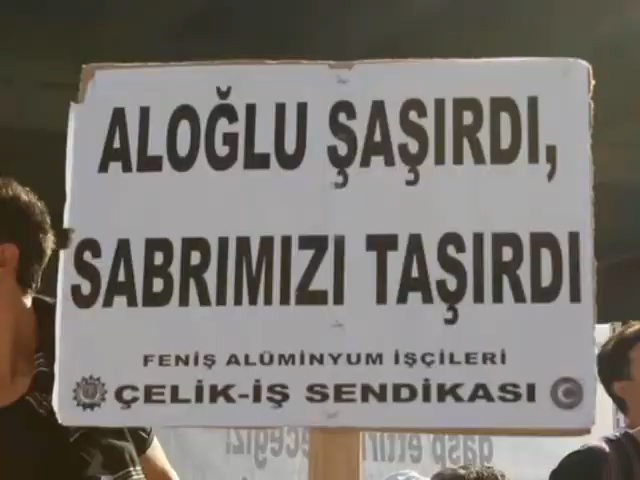 ALOĞLU ŞAŞIRDI,
SABRIMIZI TAŞIRDI
FENİŞ ALÜMİNYUM İŞÇİLERİ
ÇELİK-İŞ SENDİKASI